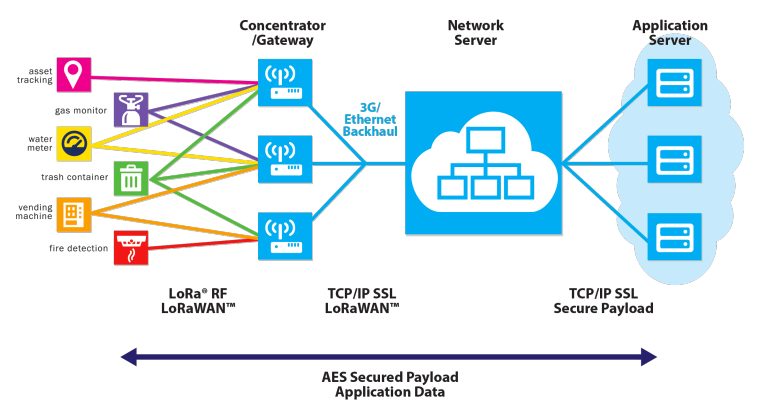 Concentrator
/Gateway
Network
Server
Application
Server
asset
tracking
gas monitor
water
meter
trash container
vending
machine
fire detection
3G/
Ethernet
Backhaul
LoRa® RF
LoRaWAN™
TCP/IP SSL
LoRaWAN™
TCP/IP SSL
Secure Payload
AES Secured Payload
Application Data